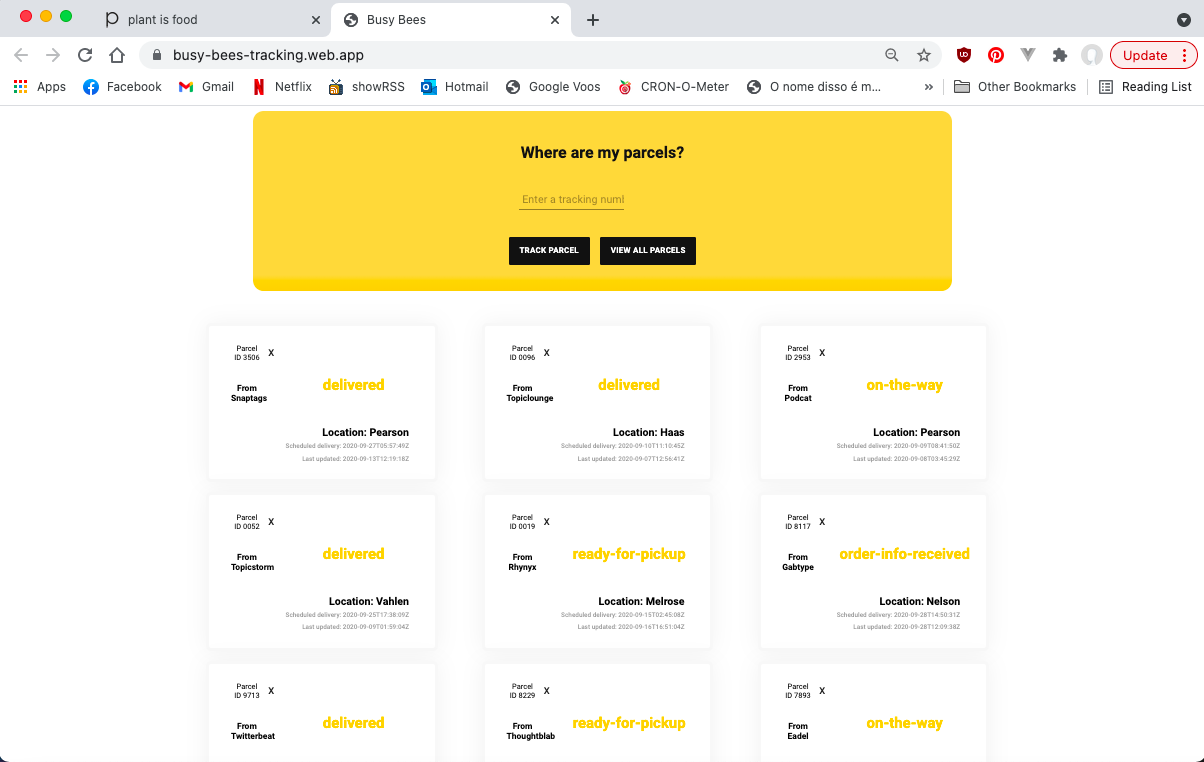 plant is food
Busy Bees
busy-bees-tracking.web.app
Update
Apps
Facebook
Gmail
Netflix
showRSS
Hotmail
Google Voos
CRON-O-Meter
O nome disso é m...
»
Other Bookmarks
Reading List
Where are my parcels?
Enter a tracking numl
TRACK PARCEL
VIEW ALL PARCELS
Parcel
ID 3506
X
From
Snaptags
delivered
Location: Pearson
Scheduled delivery: 2020-09-27T05:57:49Z
Last updated: 2020-09-13T12:19:18Z
Parcel
ID 0096
X
From
Topiclounge
delivered
Location: Haas
Scheduled delivery: 2020-09-10T11:10:45Z
Last updated: 2020-09-07T12:56:41Z
Parcel
ID 2953
X
From
Podcat
on-the-way
Location: Pearson
Scheduled delivery: 2020-09-09T08:41:50Z
Last updated: 2020-09-08T03:45:29Z
Parcel
ID 0052
X
From
Topicstorm
delivered
Location: Vahlen
Scheduled delivery: 2020-09-25T17:38:09Z
Last updated: 2020-09-09T01:59:04Z
Parcel
ID 0019
X
From
Rhynyx
ready-for-pickup
Location: Melrose
Scheduled delivery: 2020-09-15T02:45:08Z
Last updated: 2020-09-16T16:51:04Z
Parcel
ID 8117
X
From
Gabtype
order-info-received
Location: Nelson
Scheduled delivery: 2020-09-28T14:50:31Z
Last updated: 2020-09-28T12:09:38Z
Parcel
ID 9713
X
From
Twitterbeat
delivered
Parcel
ID 8229
X
From
Thoughtblab
ready-for-pickup
Parcel
ID 7893
X
From
Eadel
on-the-way